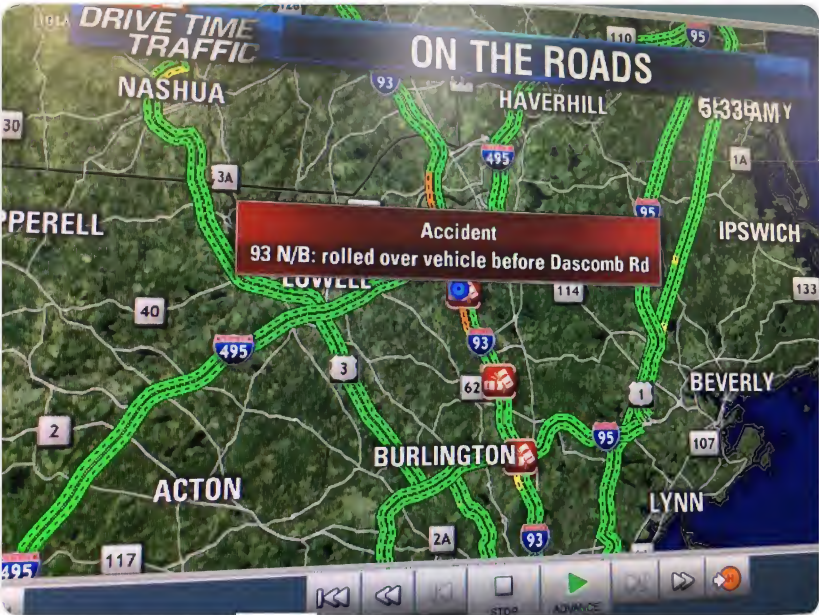 DRIVE TIME
TRAFFIC
ON THE ROADS
110
95
NASHUA
93
HAVERHILL
5:33 AM
30
495
1A
3A
PPERELL
95
IPSWICH
Accident
93 N/B: rolled over vehicle before Dascomb Rd
LOWELL
114
133
40
495
93
3
62
1
BEVERLY
2
BURLINGTON
95
107
ACTON
LYNN
2A
93
117
495
STOP
ADVANCE